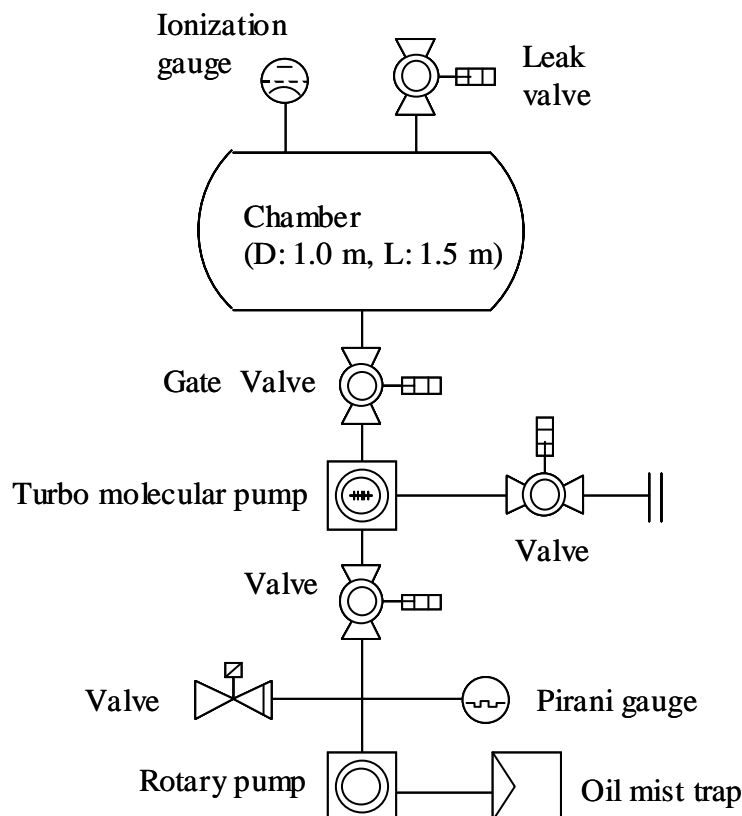 Ionization
gauge
Leak
valve
Chamber
(D: 1.0 m, L: 1.5 m)
Gate Valve
Turbo molecular pump
Valve
Valve
Valve
Pirani gauge
Rotary pump
Oil mist trap